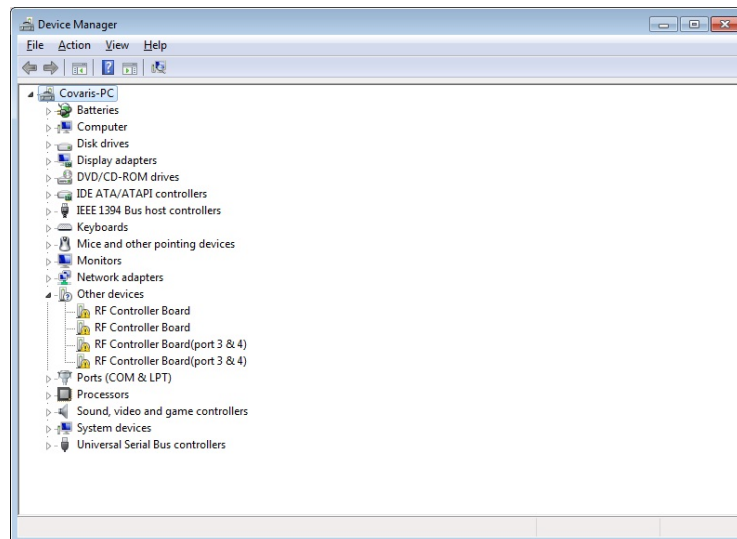 Device Manager
File Action View Help
Covaris-PC
Batteries
Computer
Disk drives
Display adapters
DVD/CD-ROM drives
IDE ATA/ATAPI controllers
IEEE 1394 Bus host controllers
Keyboards
Mice and other pointing devices
Monitors
Network adapters
Other devices
RF Controller Board
RF Controller Board
RF Controller Board(port 3 & 4)
RF Controller Board(port 3 & 4)
Ports (COM & LPT)
Processors
Sound, video and game controllers
System devices
Universal Serial Bus controllers